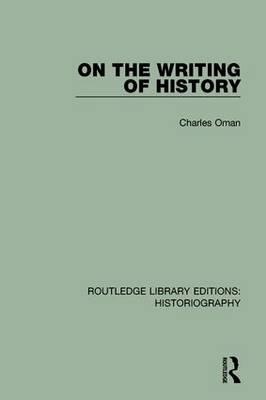 ON THE WRITING
OF HISTORY
Charles Oman
ROUTLEDGE LIBRARY EDITIONS:
HISTORIOGRAPHY
ROUTLEDGE